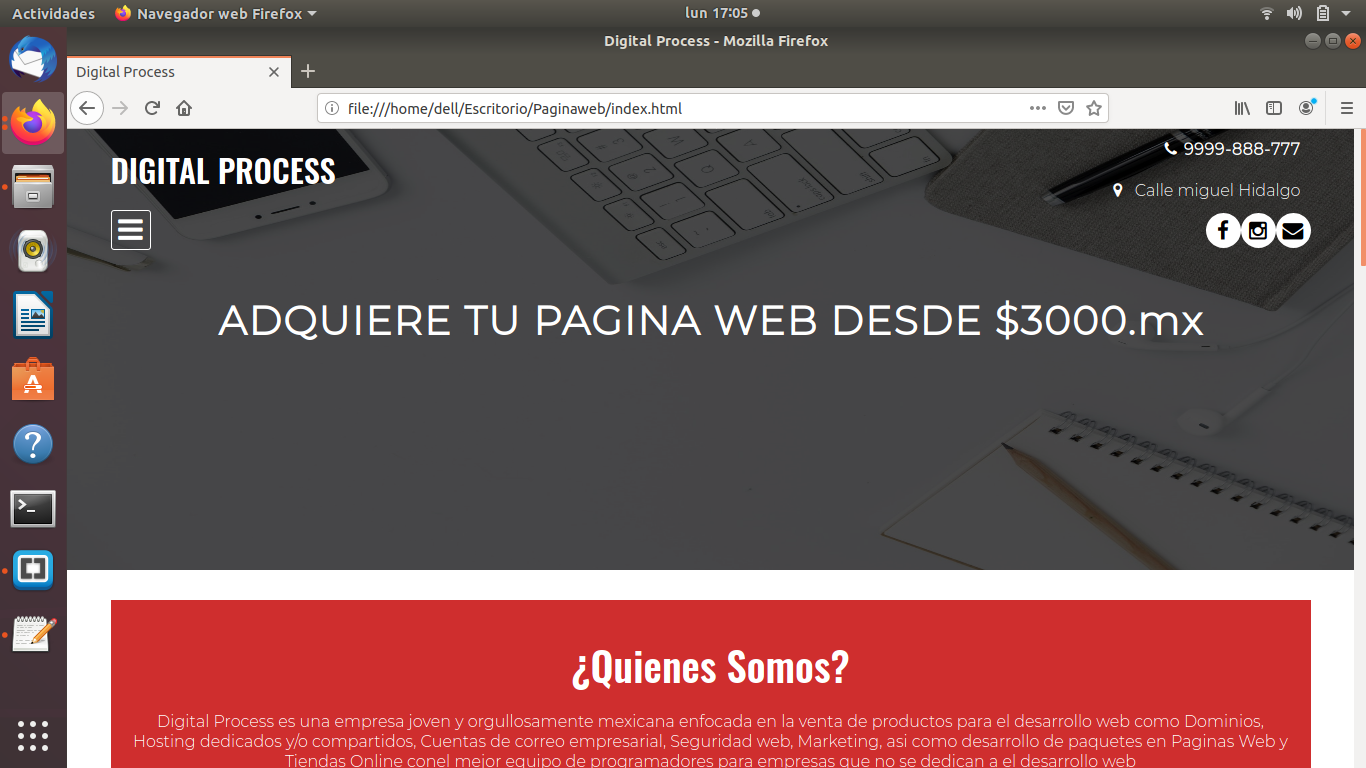 Actividades
Navegador web Firefox
lun 17:05
Digital Process - Mozilla Firefox
Digital Process
file:///home/dell/Escritorio/Paginaweb/index.html
DIGITAL PROCESS
9999-888-777
Calle miguel Hidalgo
ADQUIERE TU PAGINA WEB DESDE $3000.mx
¿Quienes Somos?
Digital Process es una empresa joven y orgullosamente mexicana enfocada en la venta de productos para el desarrollo web como Dominios,
Hosting dedicados y/o compartidos, Cuentas de correo empresarial, Seguridad web, Marketing, asi como desarrollo de paquetes en Paginas Web y
Tiendas Online conel mejor equipo de programadores para empresas que no se dedican a el desarrollo web